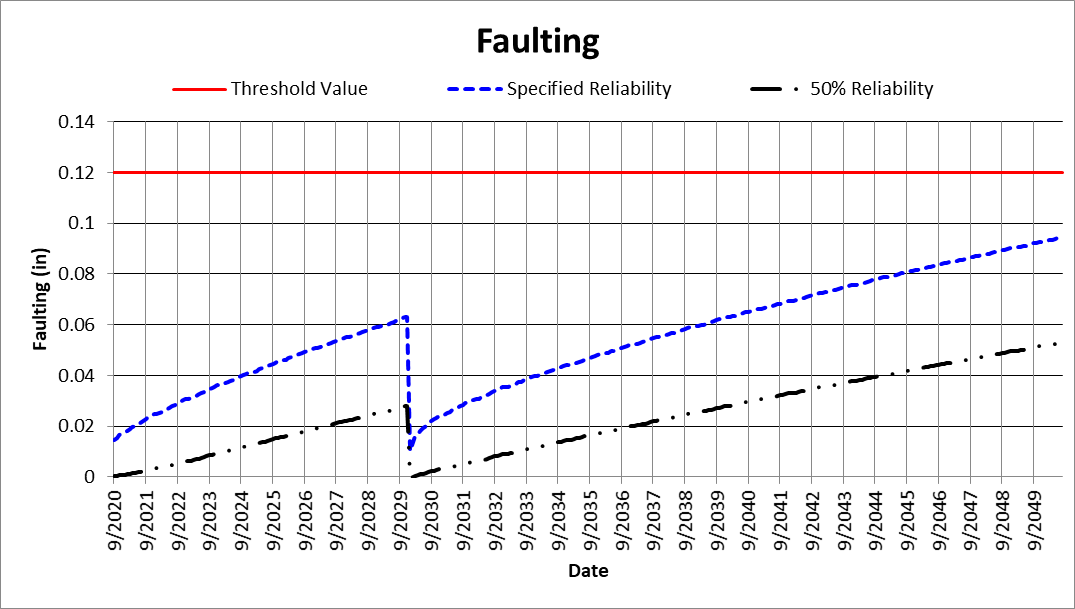 Faulting
Threshold Value Specified Reliability 50% Reliability
0.14
0.12
0.1
0.08
0.06
0.04
0.02
0
Faulting (in)
9/2020 9/2021 9/2022 9/2023 9/2024 9/2025 9/2026 9/2027 9/2028 9/2029 9/2030 9/2031 9/2032 9/2033 9/2034 9/2035 9/2036 9/2037 9/2038 9/2039 9/2040 9/2041 9/2042 9/2043 9/2044 9/2045 9/2046 9/2047 9/2048 9/2049
Date